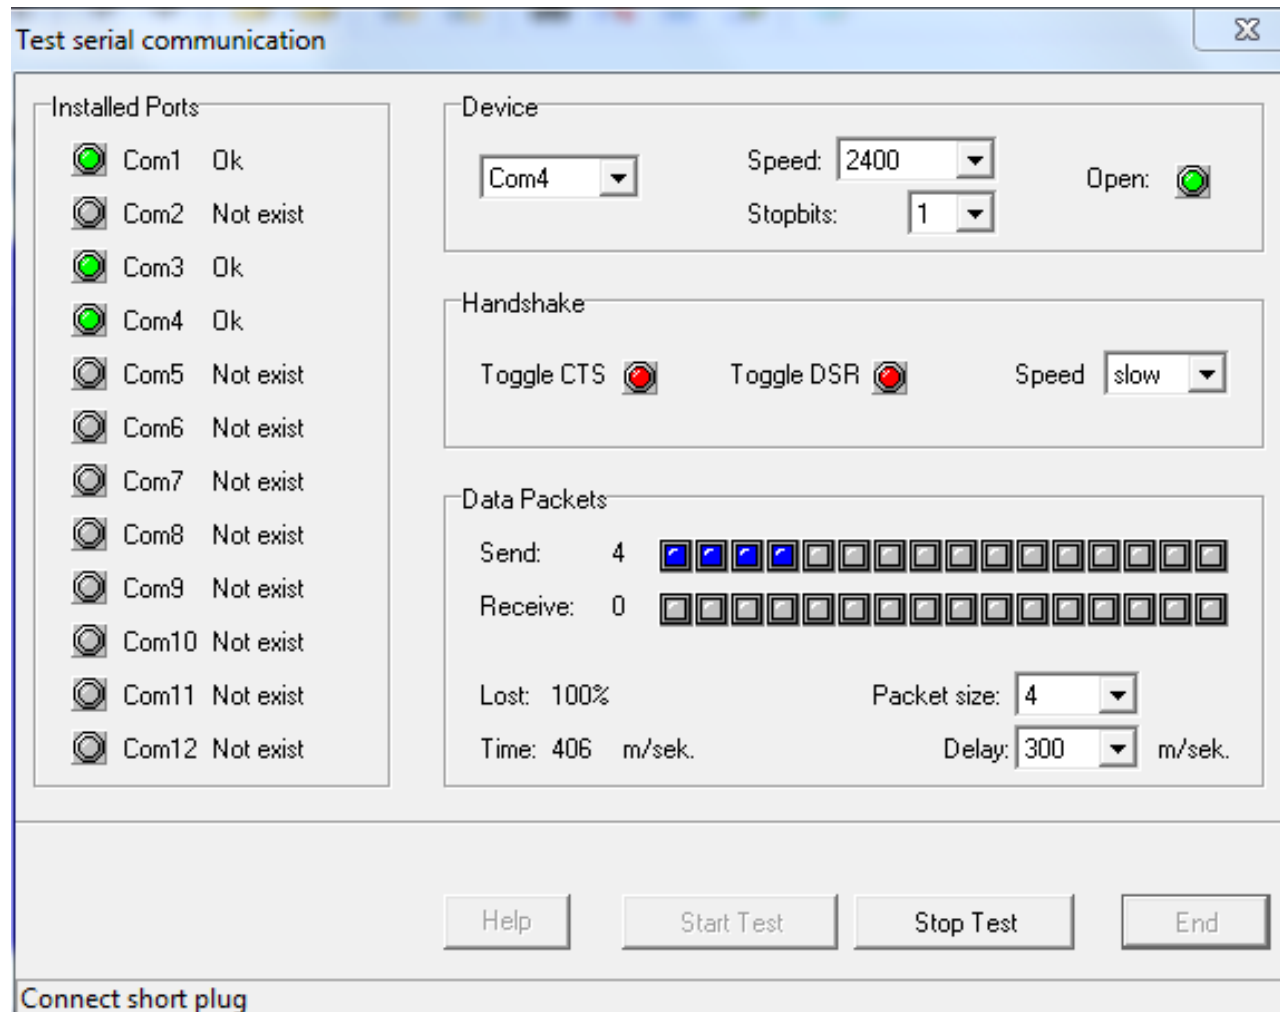 Test serial communication
Installed Ports
Com1 Ok
Com2 Not exist
Com3 Ok
Com4 Ok
Com5 Not exist
Com6 Not exist
Com7 Not exist
Com8 Not exist
Com9 Not exist
Com10 Not exist
Com11 Not exist
Com12 Not exist
Device
Com4
Speed: 2400
Stopbits: 1
Open:
Handshake
Toggle CTS
Toggle DSR
Speed slow
Data Packets
Send: 4
Receive: 0
Lost: 100%
Packet size: 4
Time: 406 m/sek.
Delay: 300 m/sek.
Help
Start Test
Stop Test
End
Connect short plug